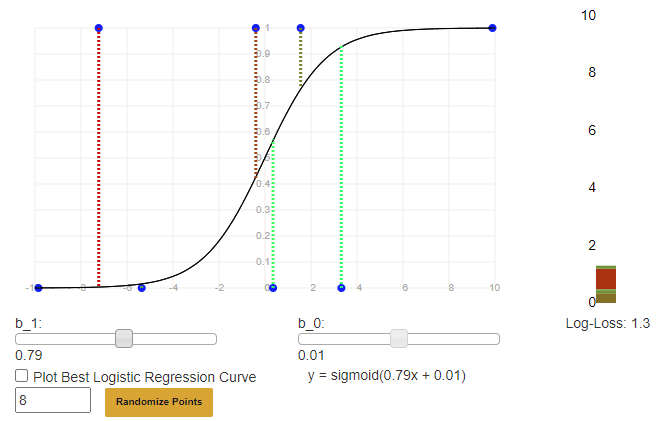 10
8
6
4
2
0
1
0.9
0.8
0.7
0.6
0.5
0.4
0.3
0.2
0.1
-10 -8 -6 -4 -2 0 2 4 6 8 10
Log-Loss: 1.3
b_1:
0.79
b_0:
0.01
Plot Best Logistic Regression Curve
y = sigmoid(0.79x + 0.01)
8
Randomize Points